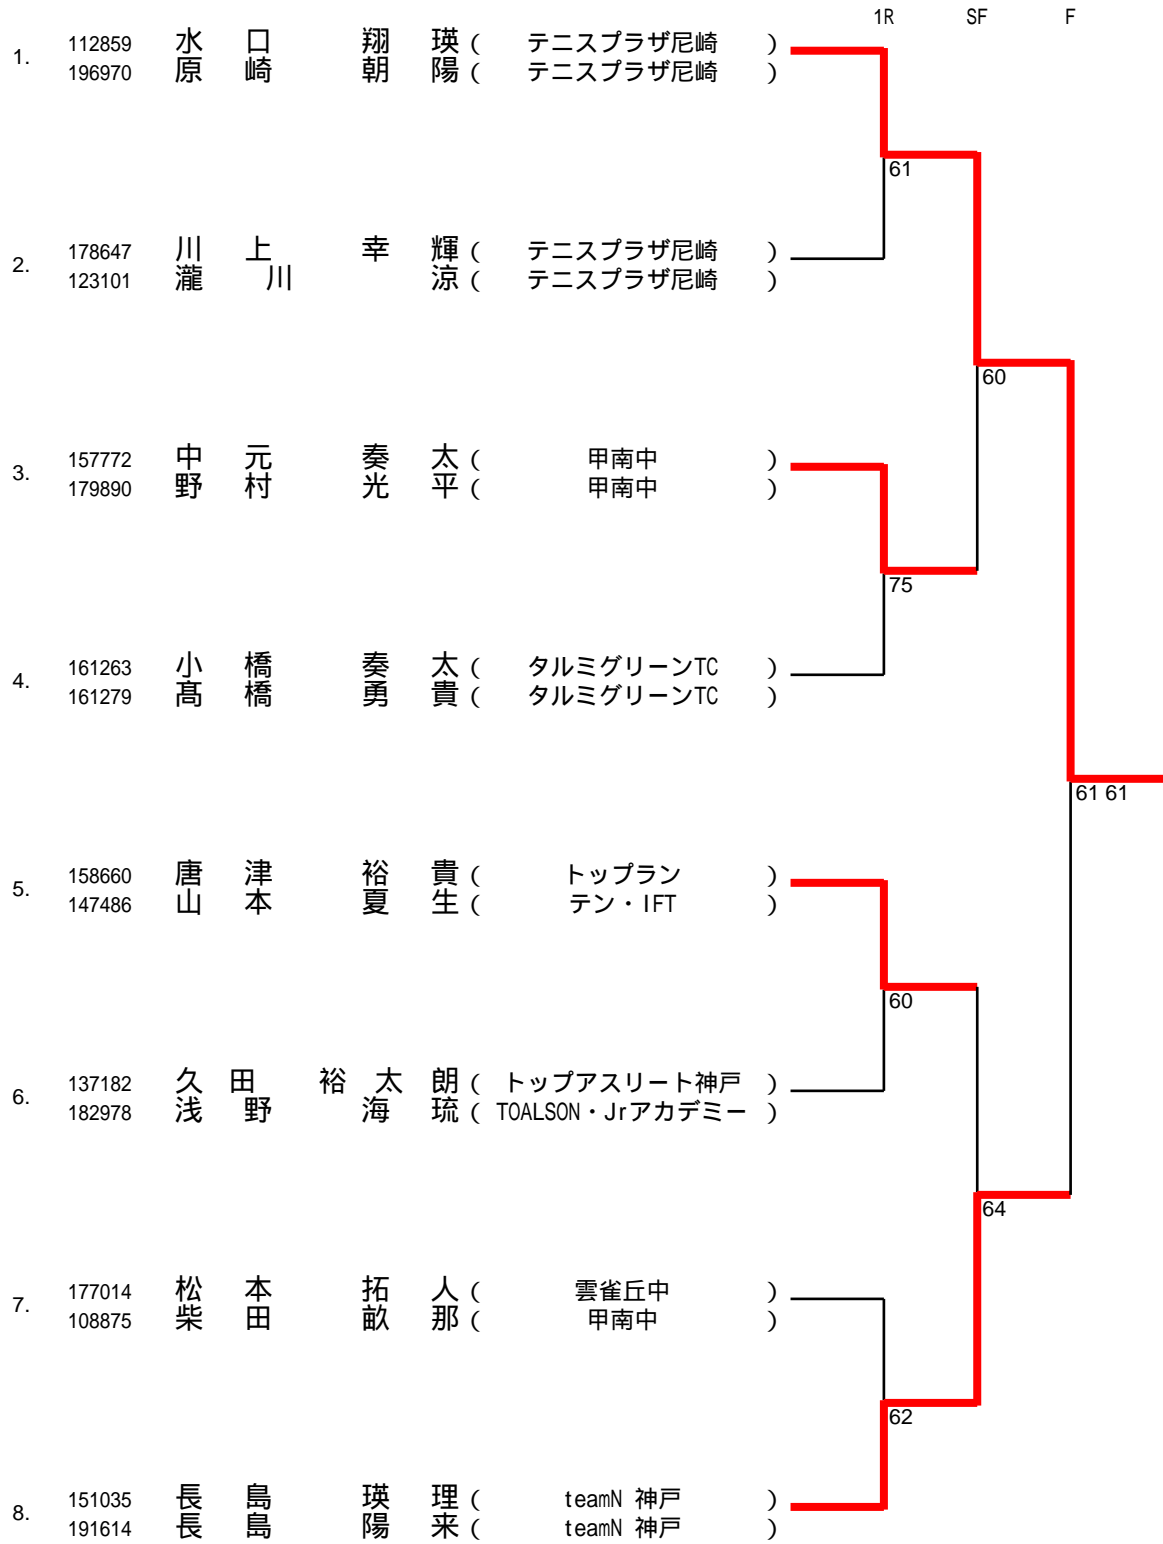 1R SF F
1. 112859 水 口 翔 瑛 ( テニスプラザ尼崎 )
196970 原 崎 朝 陽 ( テニスプラザ尼崎 )
61
2. 178647 川 上 幸 輝 ( テニスプラザ尼崎 )
123101 瀧 川 涼 ( テニスプラザ尼崎 )
60
3. 157772 中 元 奏 太 ( 甲南中 )
179890 野 村 光 平 ( 甲南中 )
75
4. 161263 小 橋 奏 太 ( タルミグリーンTC )
161279 髙 橋 勇 貴 ( タルミグリーンTC )
61 61
5. 158660 唐 津 裕 貴 ( トップラン )
147486 山 本 夏 生 ( テン・IFT )
60
6. 137182 久 田 裕 太 朗 ( トップアスリート神戸 )
182978 浅 野 海 琉 ( TOALSON・Jrアカデミー )
64
7. 177014 松 本 拓 人 ( 雲雀丘中 )
108875 柴 田 畝 那 ( 甲南中 )
62
8. 151035 長 島 瑛 理 ( teamN 神戸 )
191614 長 島 陽 来 ( teamN 神戸 )